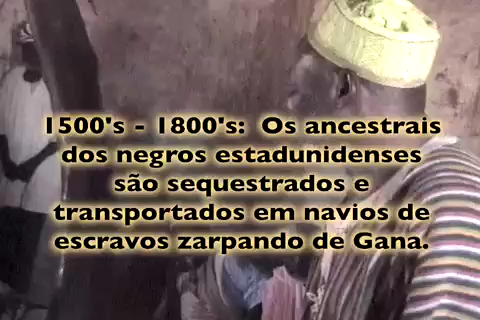 1500's - 1800's: Os ancestrais
dos negros estadunidenses
são sequestrados e
transportados em navios de
escravos zarpando de Gana.